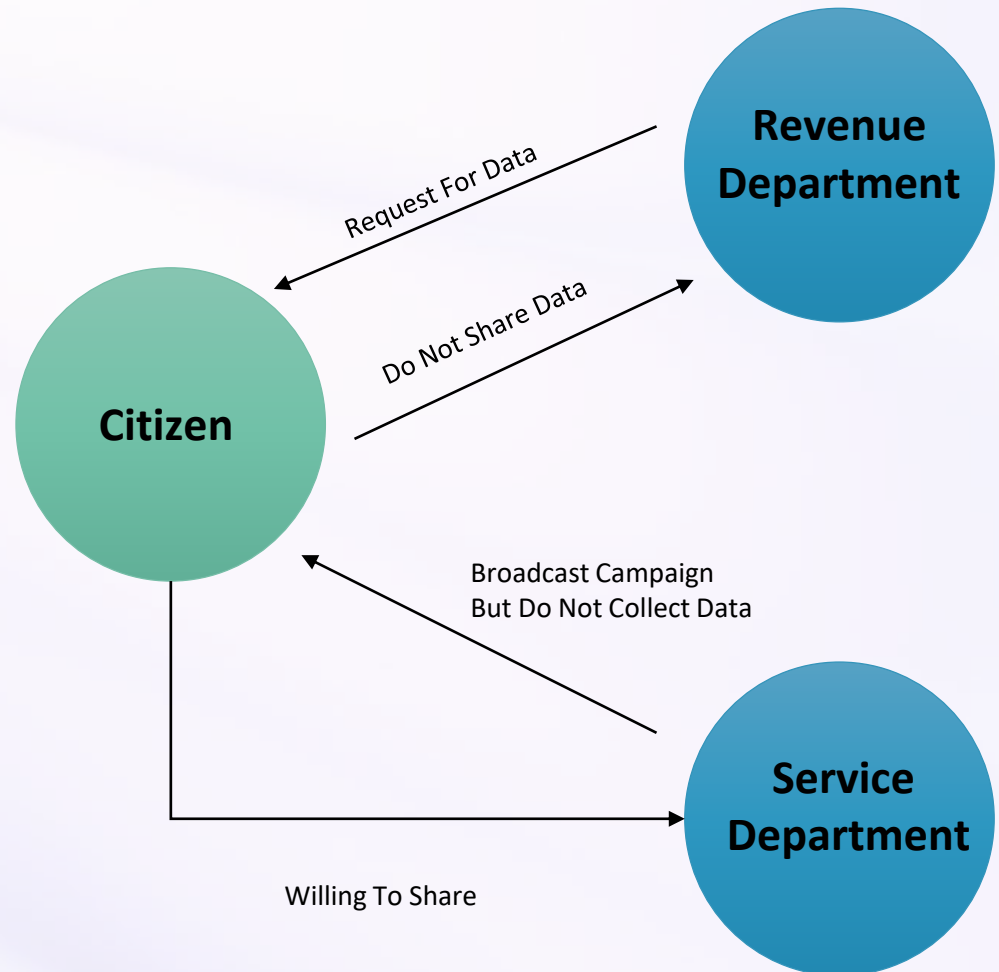 Revenue
Department
Request For Data
Do Not Share Data
Citizen
Broadcast Campaign
But Do Not Collect Data
Service
Department
Willing To Share